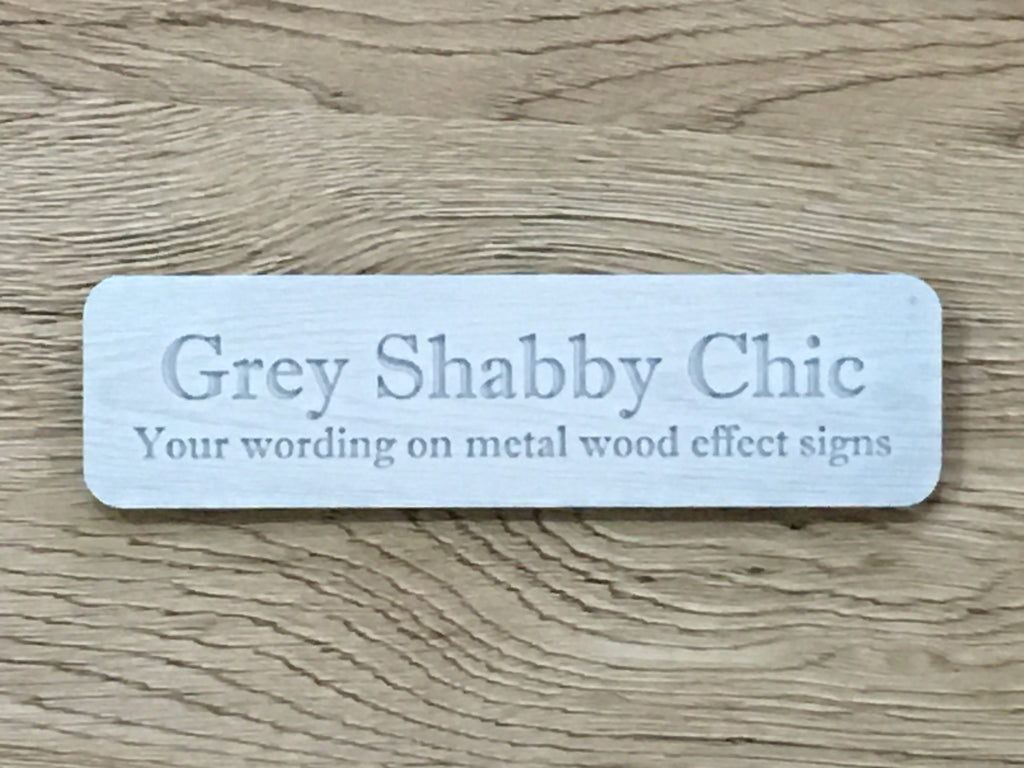 Grey Shabby Chic
Your wording on metal wood effect signs